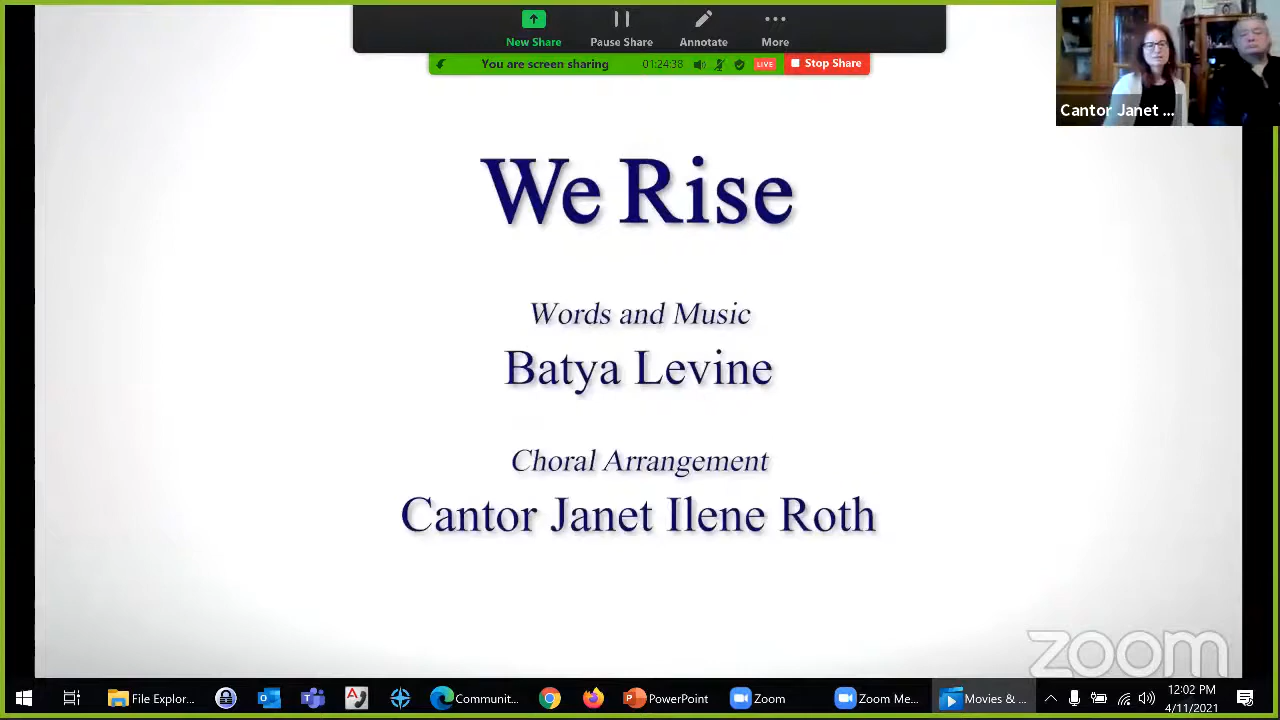 New Share
Pause Share
Annotate
More
You are screen sharing
01:24:38
LIVE
Stop Share
Cantor Janet ...
We Rise
Words and Music
Batya Levine
Choral Arrangement
Cantor Janet Ilene Roth
zoom
File Explor...
Communit...
PowerPoint
Zoom
Zoom Me...
Movies & ...
12:02 PM
4/11/2021